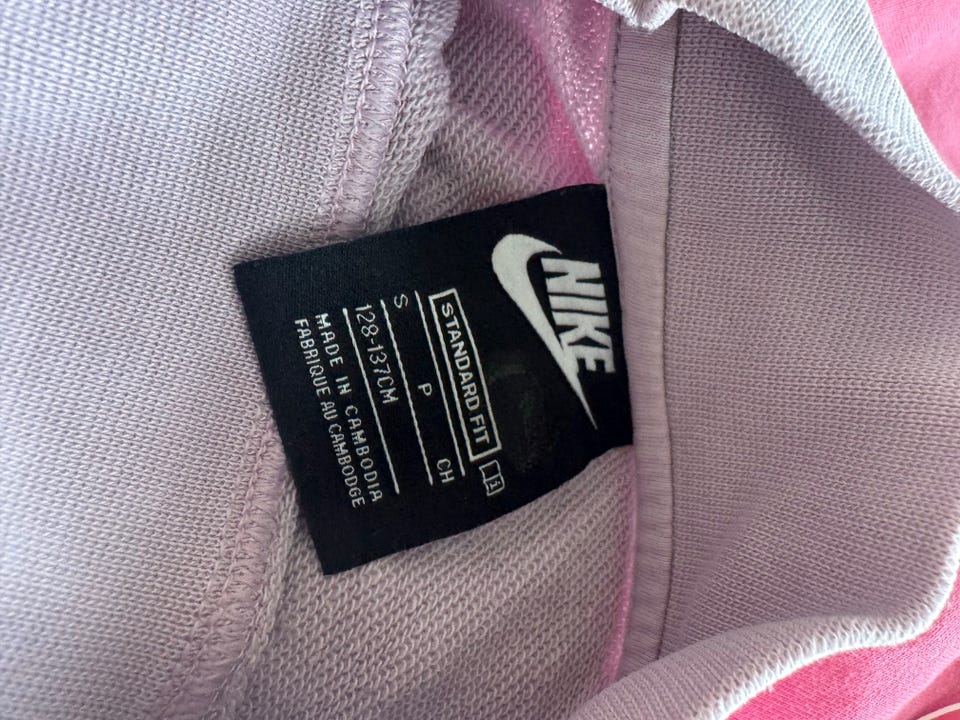 NIKE
STANDARD FIT i
S P CH
128-137CM
MADE IN CAMBODIA
FABRIQUE AU CAMBODGE